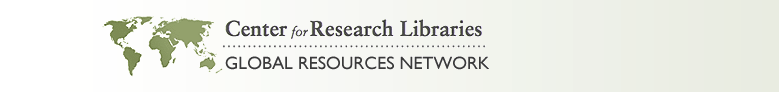 Center for Research Libraries
GLOBAL RESOURCES NETWORK